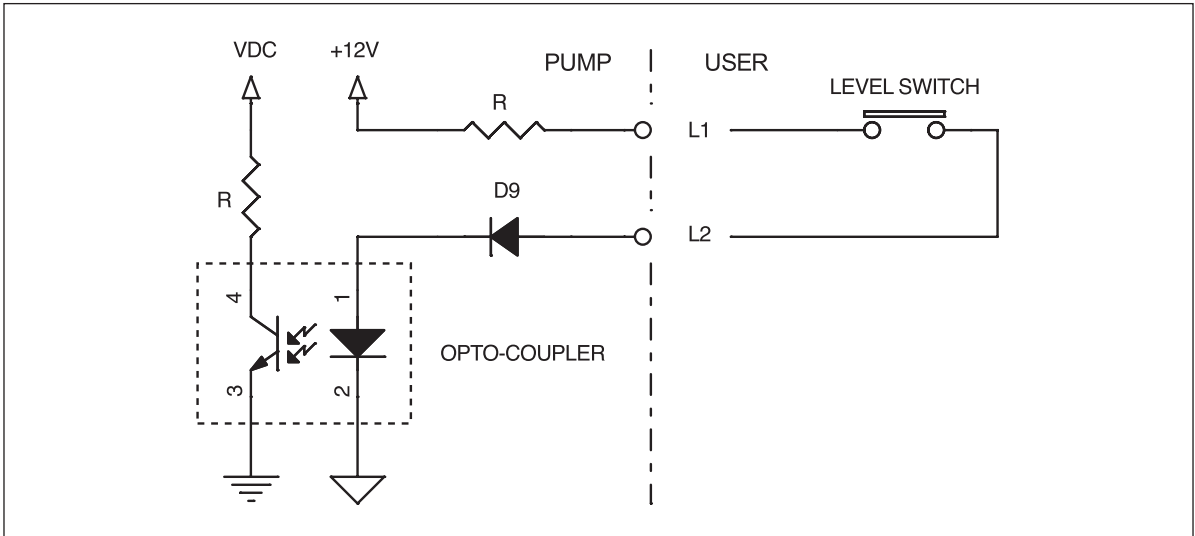 VDC
+12V
PUMP
USER
LEVEL SWITCH
R
L1
D9
R
L2
4
1
OPTO-COUPLER
3
2